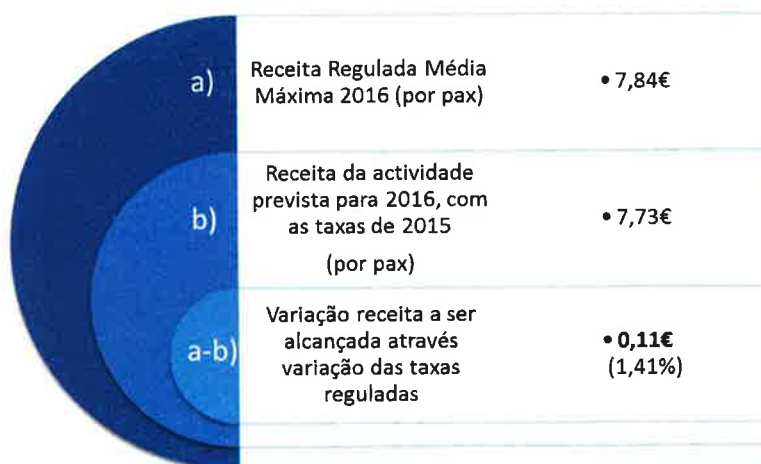 a)
Receita Regulada Média
Máxima 2016 (por pax)
• 7,84€
b)
Receita da actividade
prevista para 2016, com
as taxas de 2015
(por pax)
• 7,73€
a-b)
Variação receita a ser
alcançada através
variação das taxas
reguladas
• 0,11€
(1,41%)